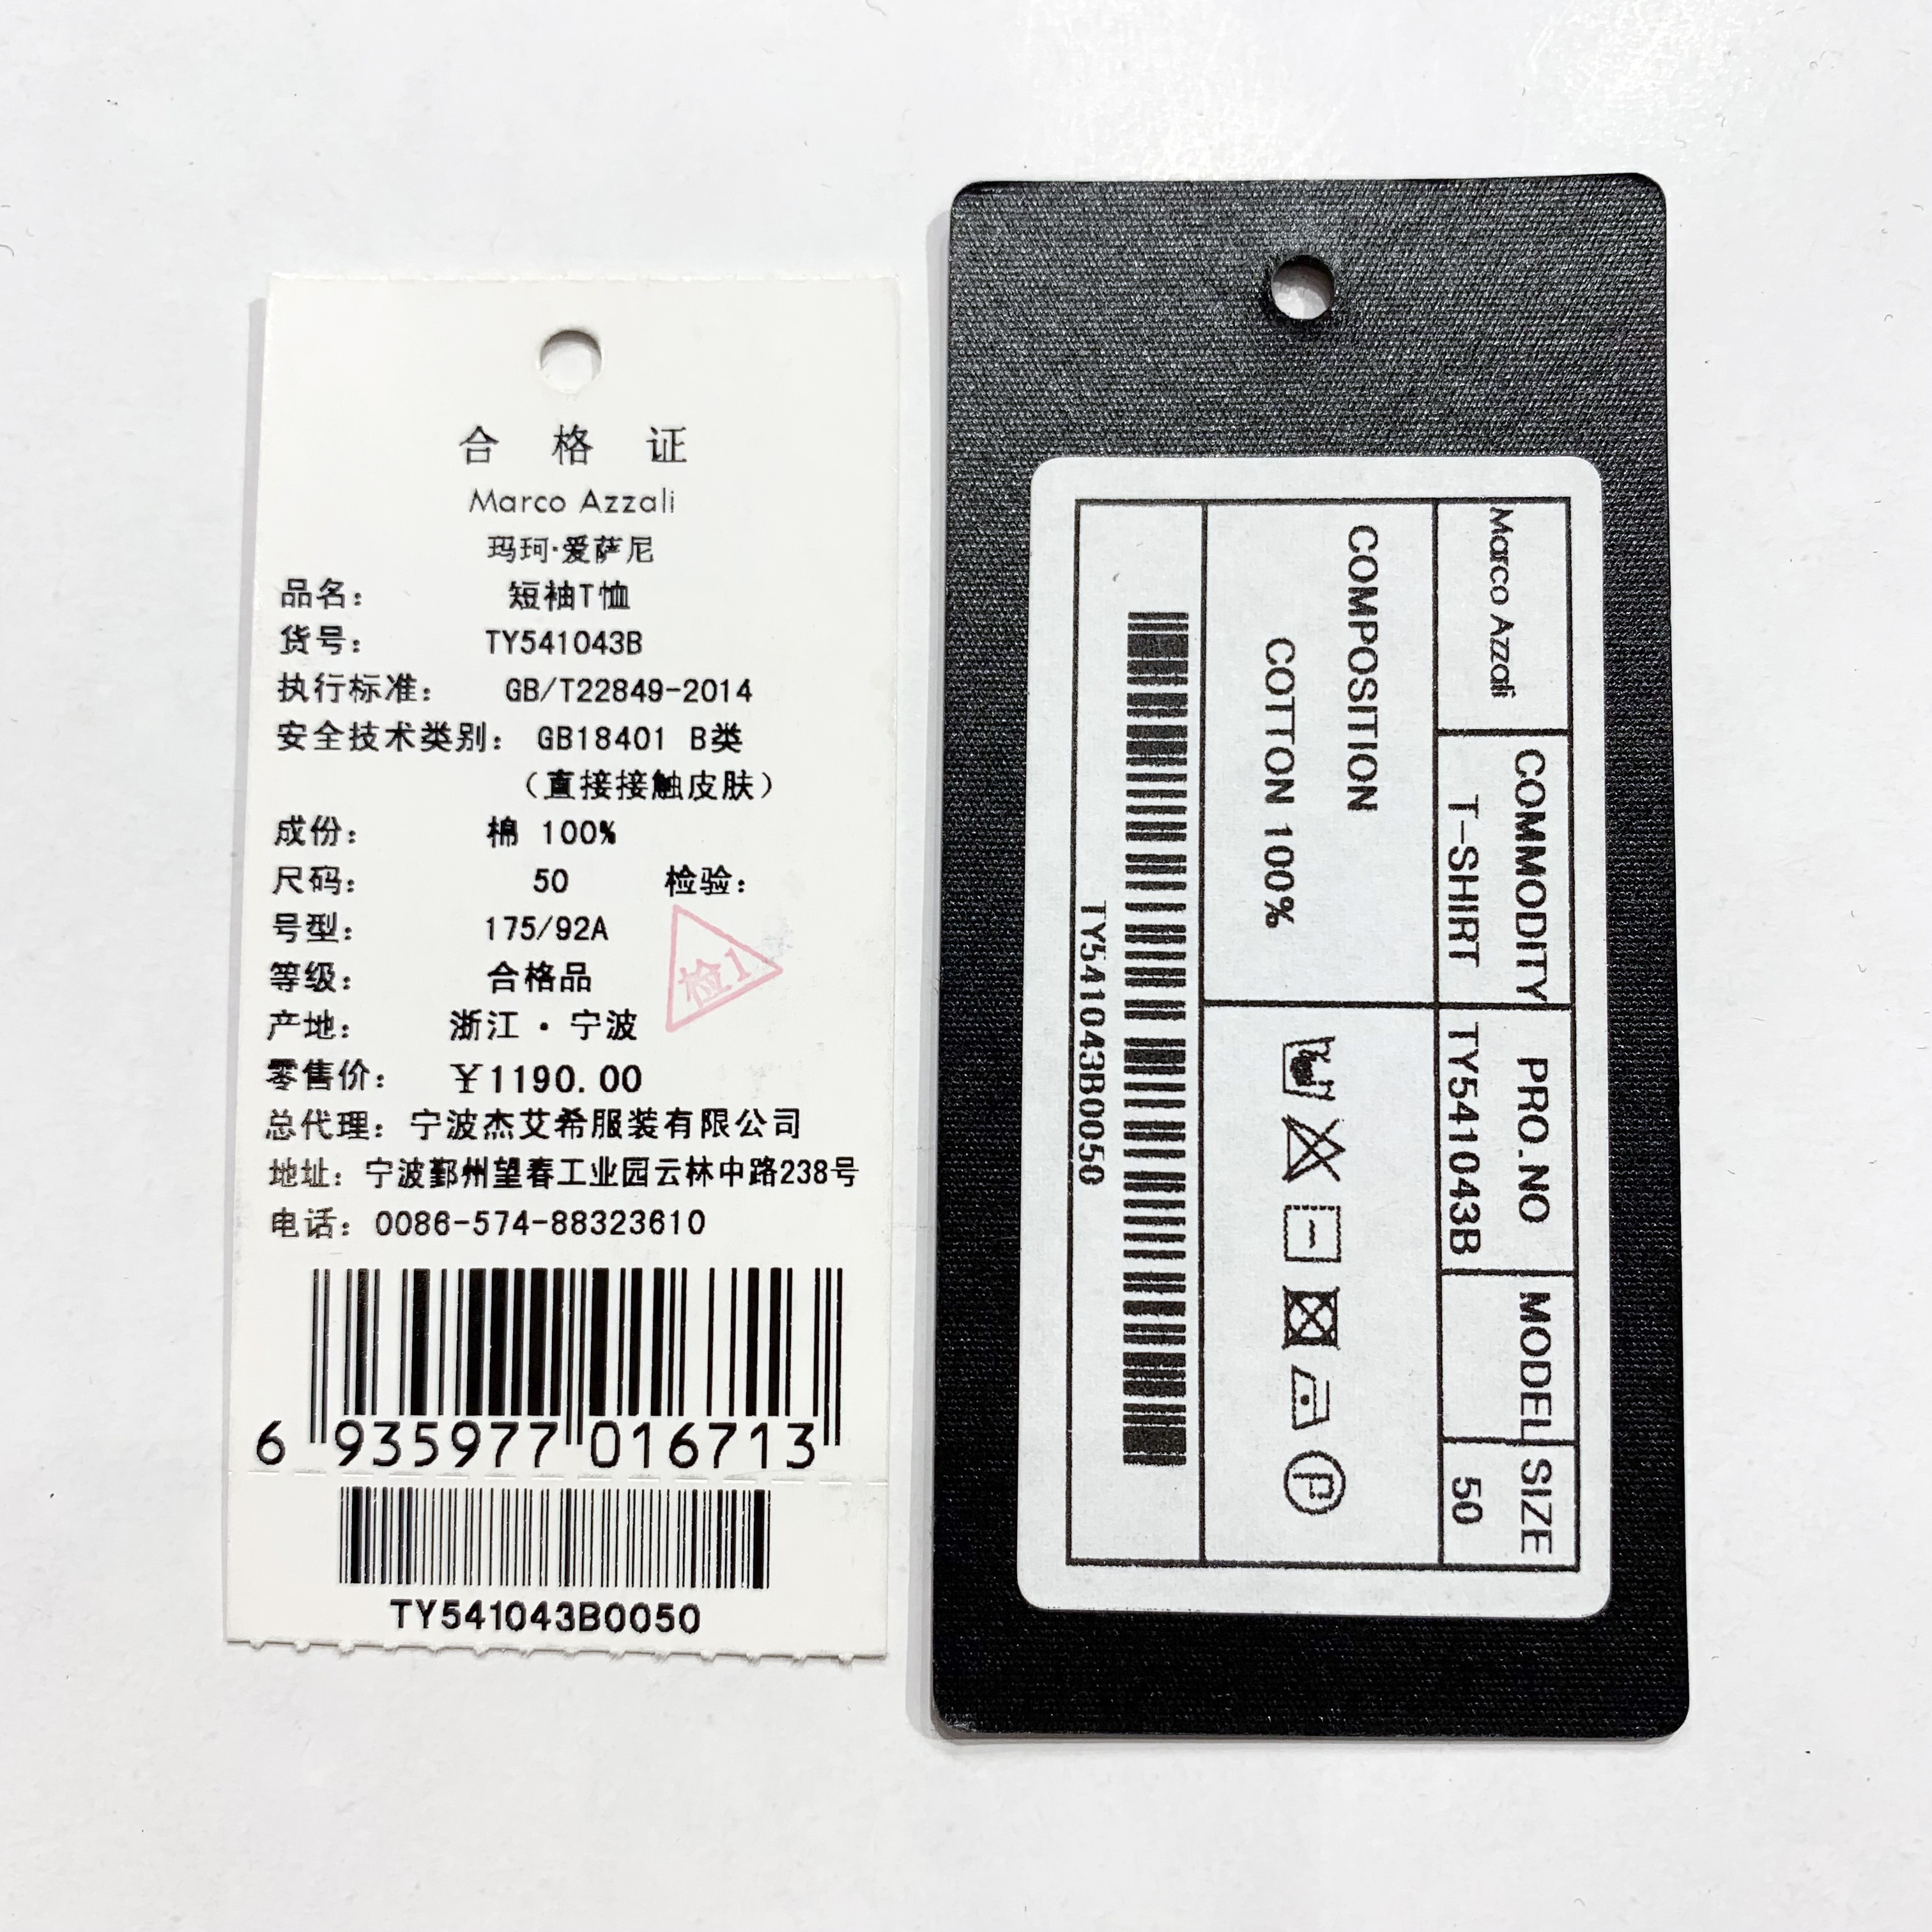 合格证
Marco Azzali
玛珂·爱萨尼
品名： 短袖T恤
货号： TY541043B
执行标准： GB/T22849-2014
安全技术类别： GB18401 B类
（直接接触皮肤）
成份： 棉 100%
尺码： 50 检验：
号型： 175/92A
检1
等级： 合格品
产地： 浙江·宁波
零售价： ¥1190.00
总代理： 宁波杰艾希服装有限公司
地址： 宁波鄞州望春工业园云林中路238号
电话： 0086-574-88323610
6 935977 016713
TY541043B0050
Marco Azzali COMMODITY PRO.NO MODEL SIZE
T-SHIRT TY541043B 50
COMPOSITION
COTTON 100%
P
TY541043B0050